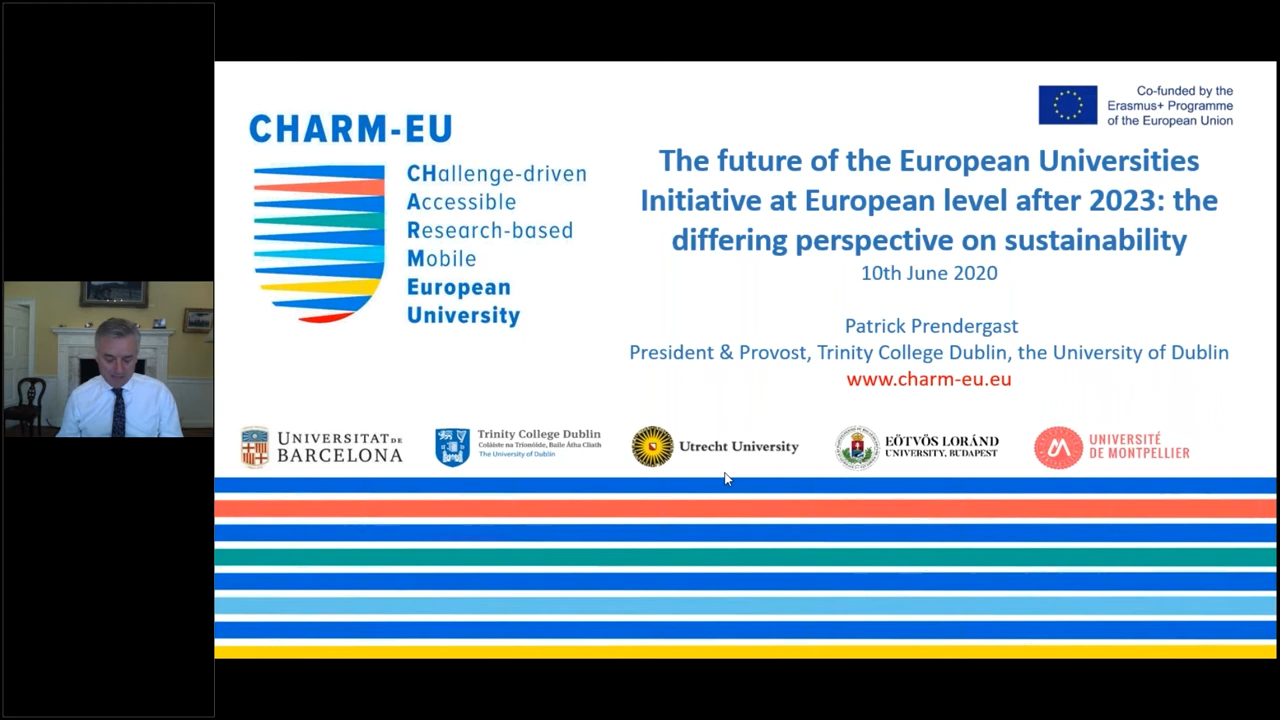 CHARM-EU
CHallenge-driven
Accessible
Research-based
Mobile
European
University
Co-funded by the
Erasmus+ Programme
of the European Union
The future of the European Universities
Initiative at European level after 2023: the
differing perspective on sustainability
10th June 2020
Patrick Prendergast
President & Provost, Trinity College Dublin, the University of Dublin
www.charm-eu.eu
UNIVERSITAT DE
BARCELONA
Trinity College Dublin
Coláiste na Tríonóide, Baile Átha Cliath
The University of Dublin
Utrecht University
EÖTVÖS LORÁND
UNIVERSITY, BUDAPEST
UNIVERSITÉ
DE MONTPELLIER